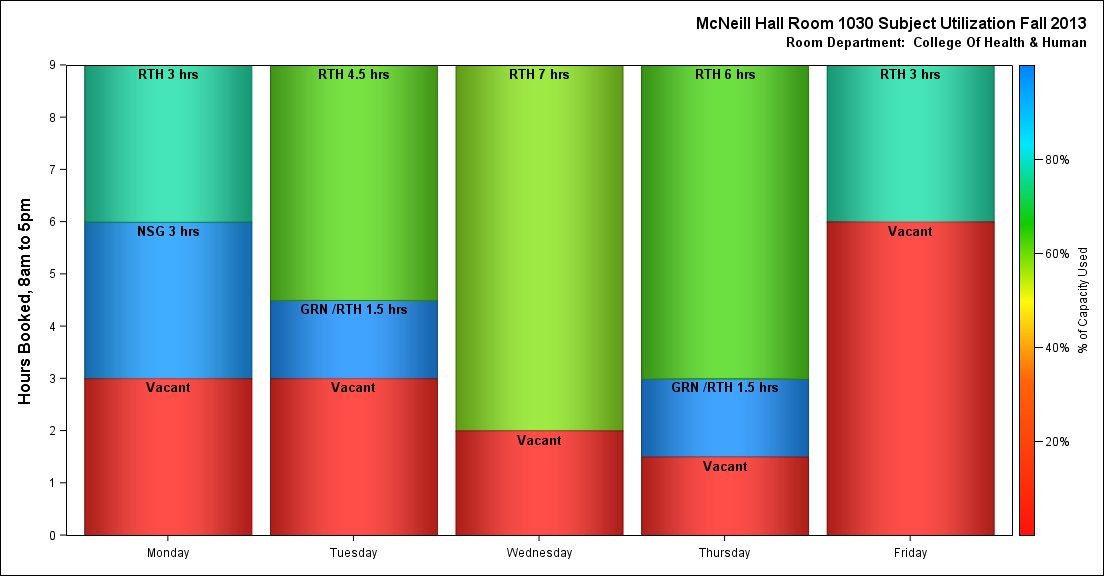 McNeill Hall Room 1030 Subject Utilization Fall 2013
Room Department:  College Of Health & Human
Hours Booked, 8am to 5pm
9
8
7
6
5
4
3
2
1
0
RTH 3 hrs
NSG 3 hrs
Vacant
RTH 4.5 hrs
GRN /RTH 1.5 hrs
Vacant
RTH 7 hrs
Vacant
RTH 6 hrs
GRN /RTH 1.5 hrs
Vacant
RTH 3 hrs
Vacant
Monday
Tuesday
Wednesday
Thursday
Friday
80%
60%
40%
20%
% of Capacity Used